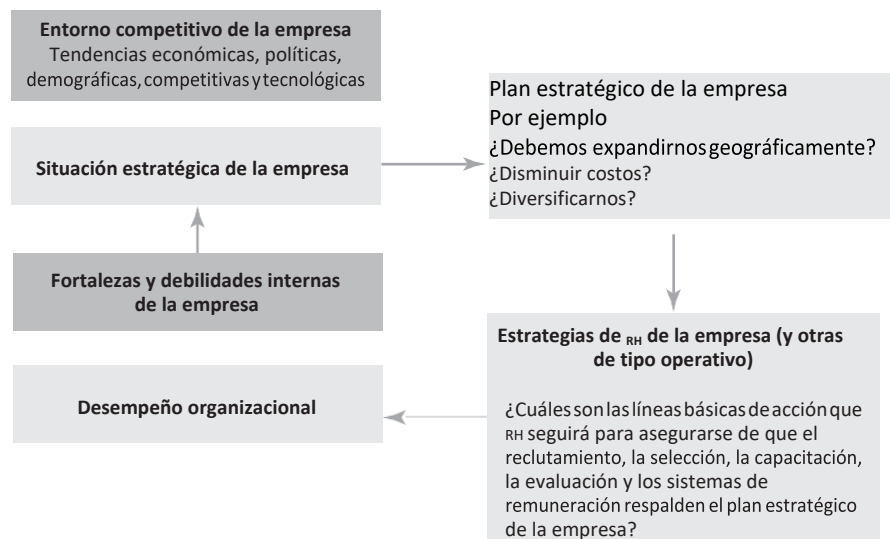 Entorno competitivo de la empresa
Tendencias económicas, políticas,
demográficas, competitivas y tecnológicas
Situación estratégica de la empresa
Fortalezas y debilidades internas
de la empresa
Desempeño organizacional
Plan estratégico de la empresa
Por ejemplo
¿Debemos expandirnos geográficamente?
¿Disminuir costos?
¿Diversificarnos?
Estrategias de RH de la empresa (y otras
de tipo operativo)
¿Cuáles son las líneas básicas de acción que
RH seguirá para asegurarse de que el
reclutamiento, la selección, la capacitación,
la evaluación y los sistemas de
remuneración respalden el plan estratégico
de la empresa?